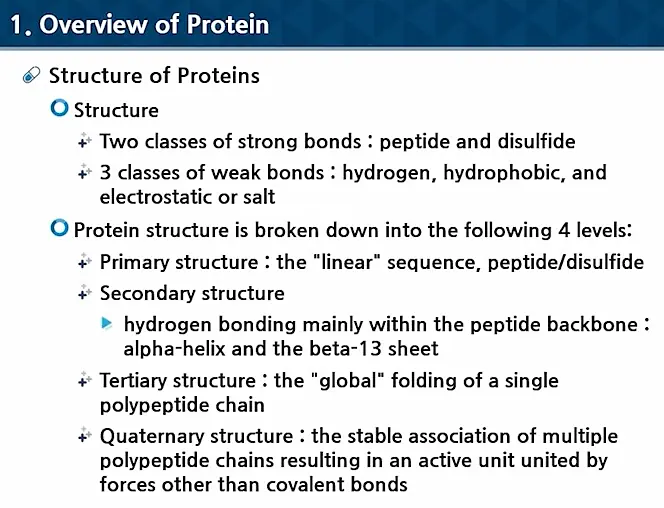 1. Overview of Protein
Structure of Proteins
Structure
Two classes of strong bonds : peptide and disulfide
3 classes of weak bonds : hydrogen, hydrophobic, and
electrostatic or salt
Protein structure is broken down into the following 4 levels:
Primary structure : the "linear" sequence, peptide/disulfide
Secondary structure
hydrogen bonding mainly within the peptide backbone :
alpha-helix and the beta-13 sheet
Tertiary structure : the "global" folding of a single
polypeptide chain
Quaternary structure : the stable association of multiple
polypeptide chains resulting in an active unit united by
forces other than covalent bonds